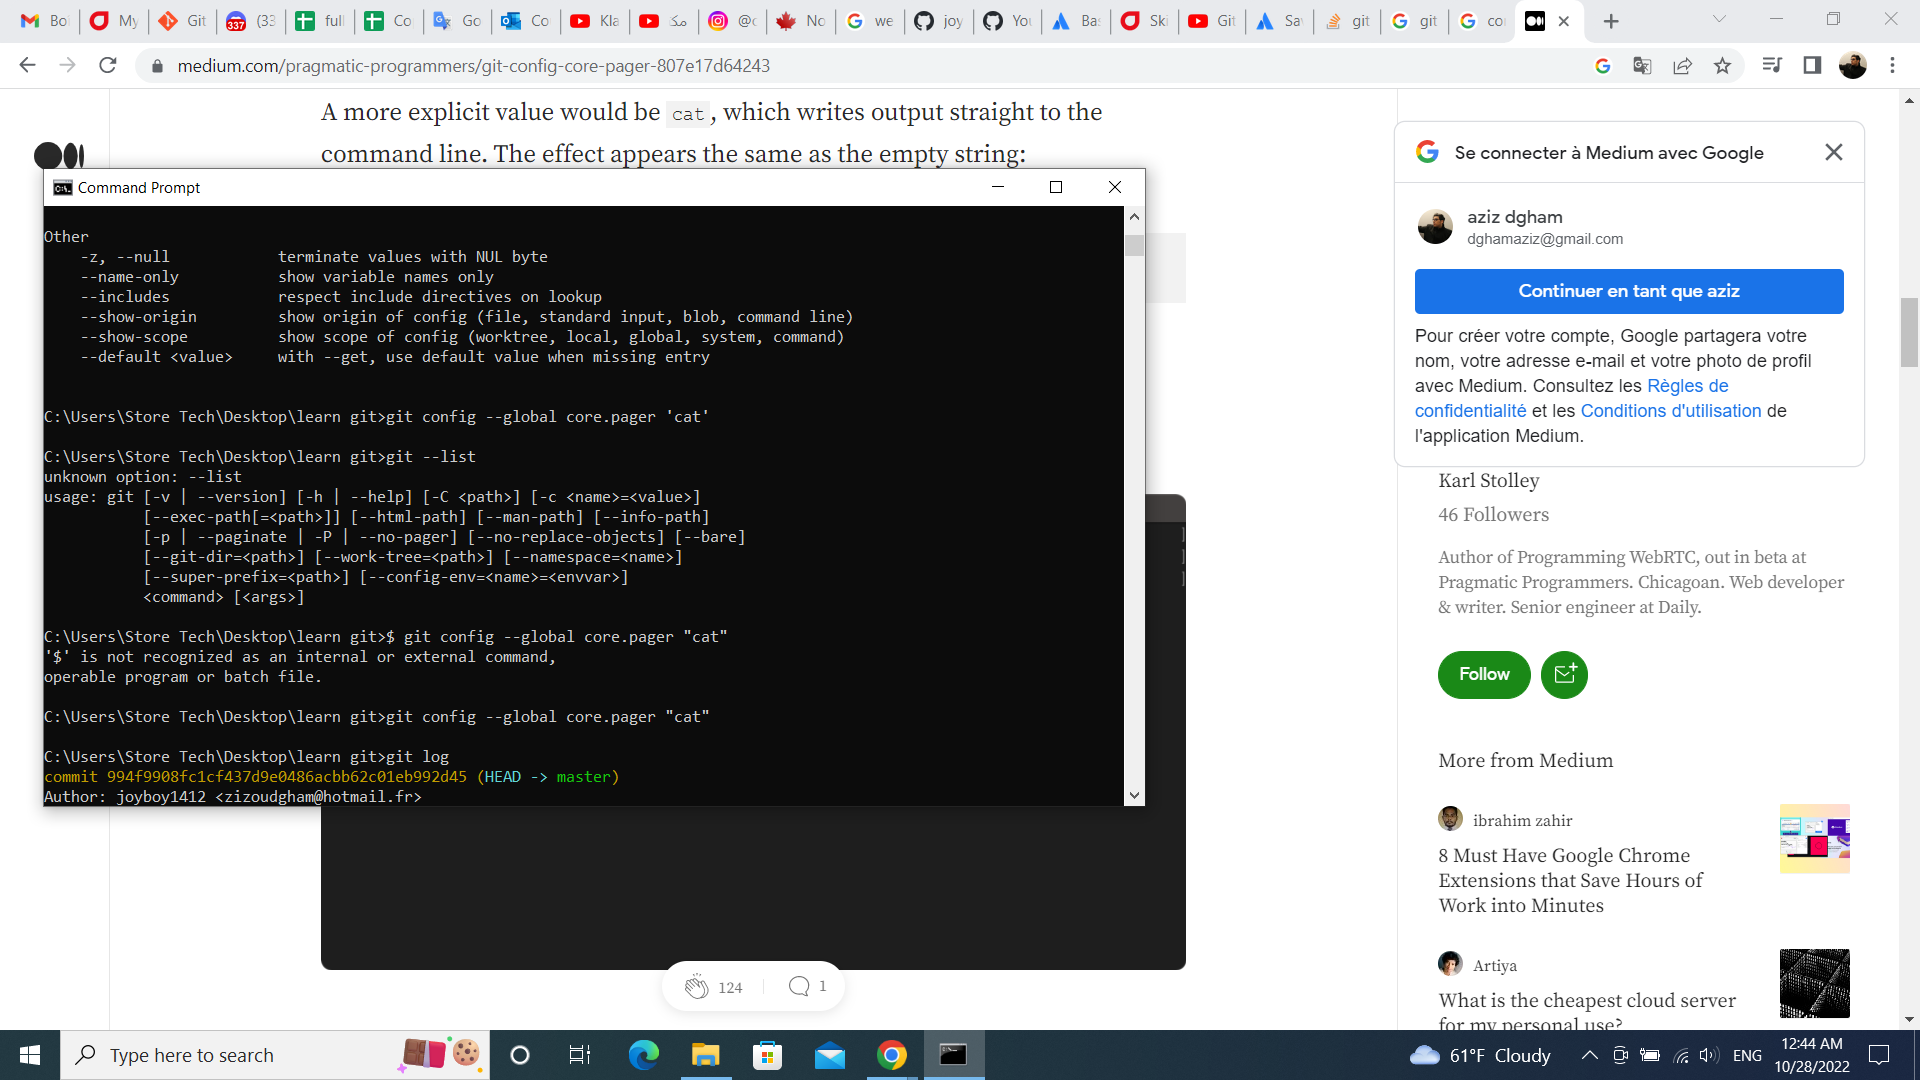 Bo
My
Git
337
(33
full
Co
Go
Co
Kla
مك
@c
No
we
joy
You
Bas
Ski
Git
Sav
git
git
cor
medium.com/pragmatic-programmers/git-config-core-pager-807e17d64243
A more explicit value would be cat, which writes output straight to the
command line. The effect appears the same as the empty string:
Command Prompt
Other
-z, --null terminate values with NUL byte
--name-only show variable names only
--includes respect include directives on lookup
--show-origin show origin of config (file, standard input, blob, command line)
--show-scope show scope of config (worktree, local, global, system, command)
--default <value> with --get, use default value when missing entry
C:\Users\Store Tech\Desktop\learn git>git config --global core.pager 'cat'
C:\Users\Store Tech\Desktop\learn git>git --list
unknown option: --list
usage: git [-v | --version] [-h | --help] [-C <path>] [-c <name>=<value>]
[--exec-path[=<path>]] [--html-path] [--man-path] [--info-path]
[-p | --paginate | -P | --no-pager] [--no-replace-objects] [--bare]
[--git-dir=<path>] [--work-tree=<path>] [--namespace=<name>]
[--super-prefix=<path>] [--config-env=<name>=<envvar>]
<command> [<args>]
C:\Users\Store Tech\Desktop\learn git>$ git config --global core.pager "cat"
'$' is not recognized as an internal or external command,
operable program or batch file.
C:\Users\Store Tech\Desktop\learn git>git config --global core.pager "cat"
C:\Users\Store Tech\Desktop\learn git>git log
commit 994f9908fc1cf437d9e0486acbb62c01eb992d45 (HEAD -> master)
Author: joyboy1412 <zizoudgham@hotmail.fr>
]
]
]
124
1
Se connecter à Medium avec Google
aziz dgham
dghamaziz@gmail.com
Continuer en tant que aziz
Pour créer votre compte, Google partagera votre
nom, votre adresse e-mail et votre photo de profil
avec Medium. Consultez les Règles de
confidentialité et les Conditions d'utilisation de
l'application Medium.
Karl Stolley
46 Followers
Author of Programming WebRTC, out in beta at
Pragmatic Programmers. Chicagoan. Web developer
& writer. Senior engineer at Daily.
Follow
More from Medium
ibrahim zahir
8 Must Have Google Chrome
Extensions that Save Hours of
Work into Minutes
Artiya
What is the cheapest cloud server
for my personal use?
Type here to search
61°F Cloudy
ENG
12:44 AM
10/28/2022